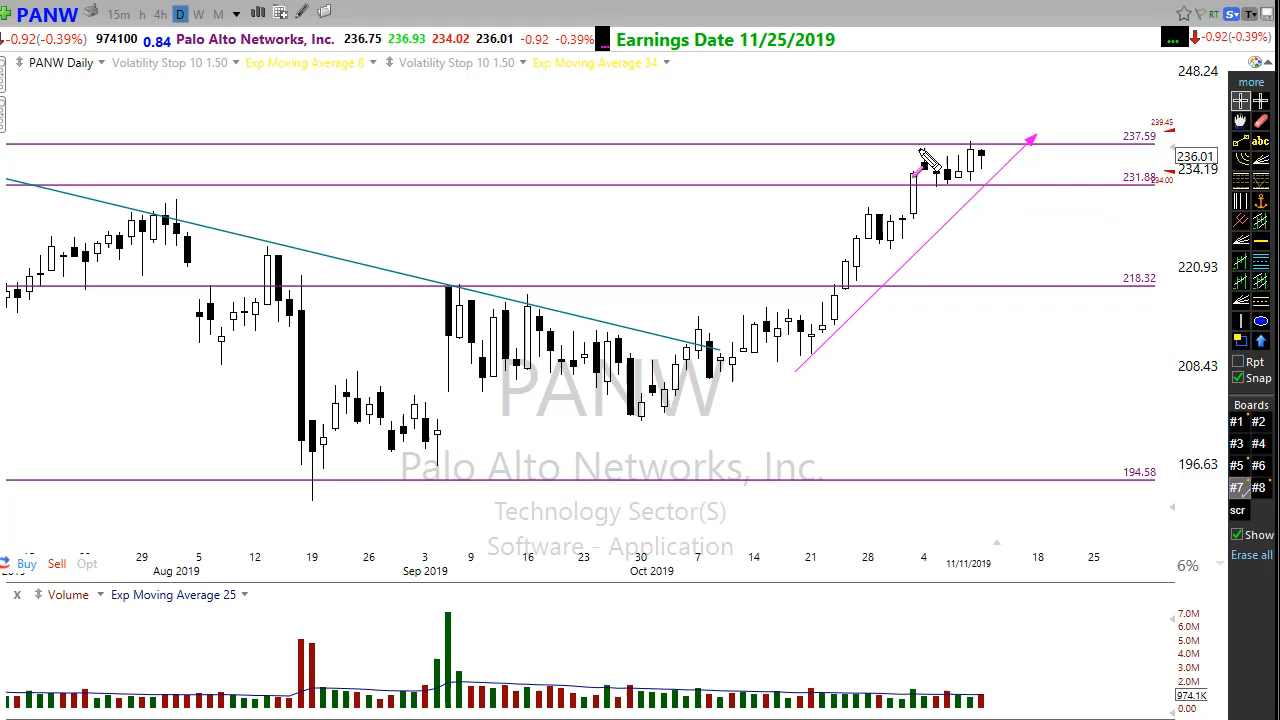 PANW 15m h 4h D W M RT S T
-0.92(-0.39%) 974100 0.84 Palo Alto Networks, Inc. 236.75 236.93 234.02 236.01 -0.92 -0.39% ... Earnings Date 11/25/2019 ... -0.92(-0.39%)
PANW Daily Volatility Stop 10 1.50 Exp Moving Average 8 Volatility Stop 10 1.50 Exp Moving Average 34
248.24
more
239.45
237.59
abc
236.01
234.19
231.88
234.00
218.32
220.93
Rpt
208.43
Snap
PANW
Boards
#1 #2
#3 #4
Palo Alto Networks, Inc.
194.58
196.63
#5 #6
#7 #8
Technology Sector(S)
scr
Software - Application
Show
29 5 12 19 26 3 9 16 30 7 14 21 28 4 18 25
Erase all
Buy Sell Opt
2019 Aug 2019 Sep 2019 Oct 2019 11/11/2019
6%
X Volume Exp Moving Average 25
7.0M
6.0M
5.0M
4.0M
3.0M
2.0M
974.1K
0.00